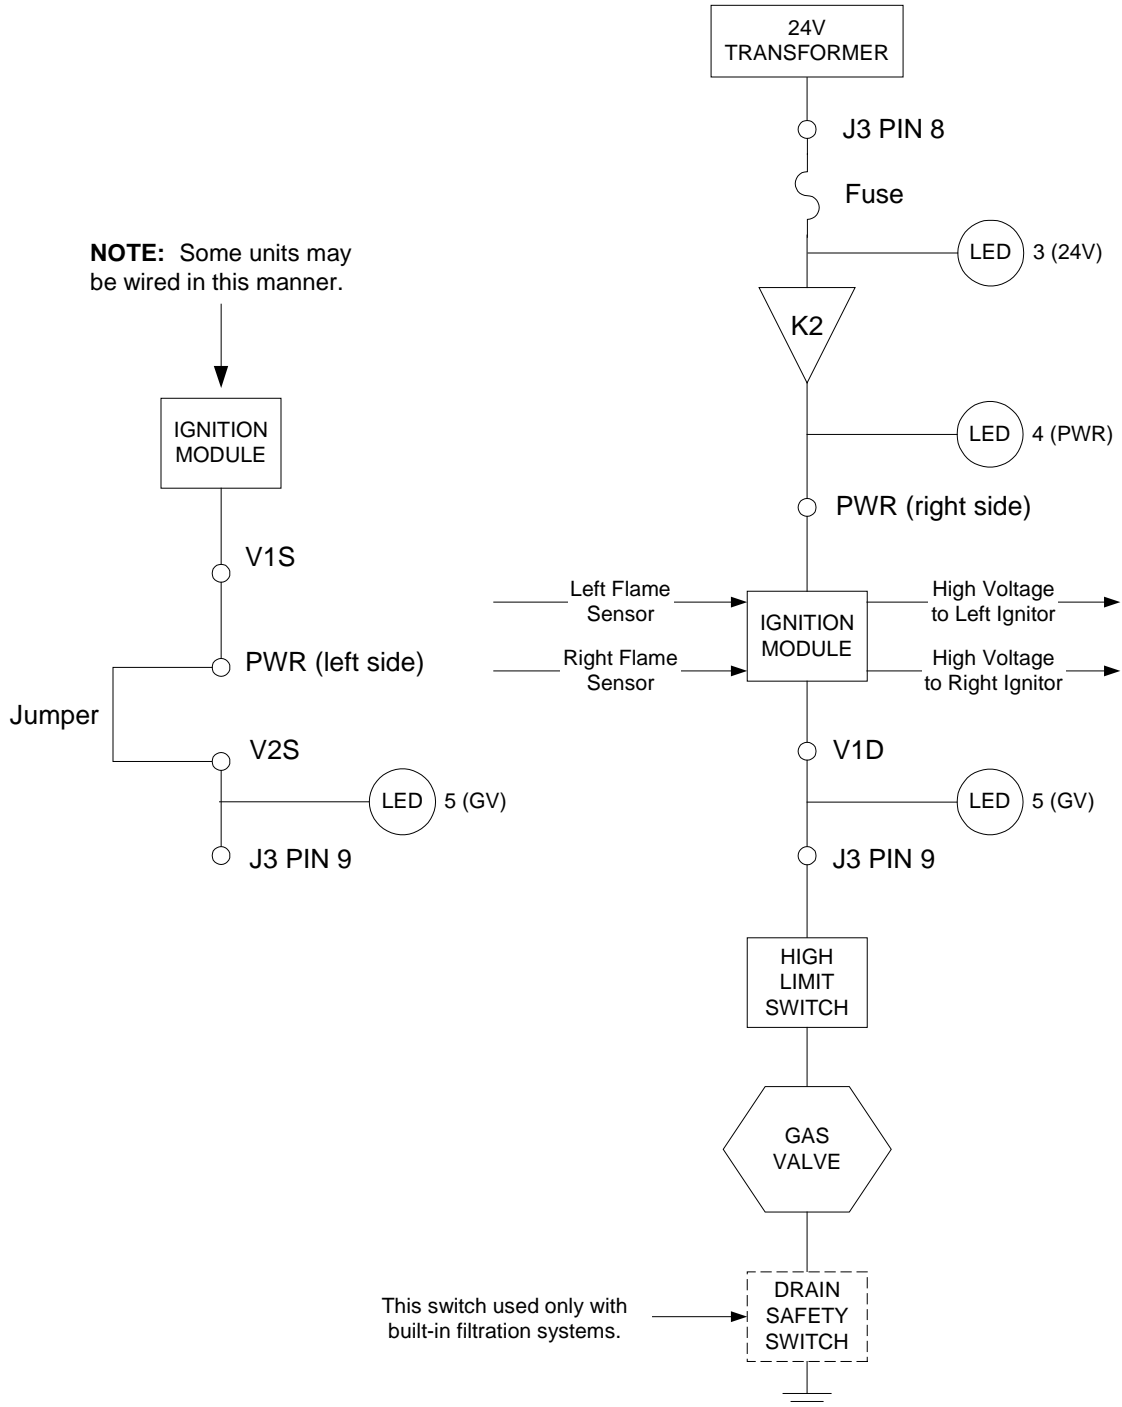 24V
TRANSFORMER
J3 PIN 8
Fuse
LED 3 (24V)
K2
LED 4 (PWR)
PWR (right side)
Left Flame
Sensor
Right Flame
Sensor
IGNITION
MODULE
High Voltage
to Left Ignitor
High Voltage
to Right Ignitor
V1D
LED 5 (GV)
J3 PIN 9
HIGH
LIMIT
SWITCH
GAS
VALVE
DRAIN
SAFETY
SWITCH
This switch used only with
built-in filtration systems.
NOTE: Some units may
be wired in this manner.
IGNITION
MODULE
V1S
PWR (left side)
Jumper
V2S
LED 5 (GV)
J3 PIN 9